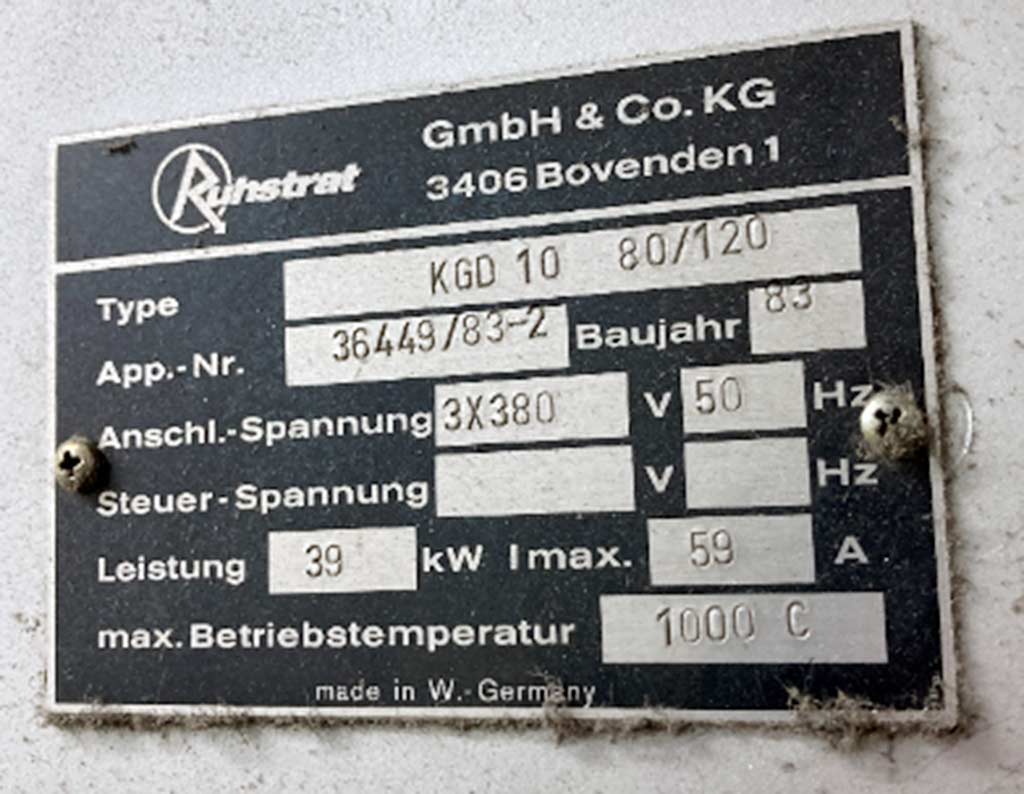 Ruhstrat GmbH & Co. KG
3406 Bovenden 1
Type KGD 10 80/120
App.-Nr. 36449/83-2 Baujahr 83
Anschl.-Spannung 3X380 V 50 Hz
Steuer-Spannung V Hz
Leistung 39 kW I max. 59 A
max. Betriebstemperatur 1000 C
made in W.-Germany